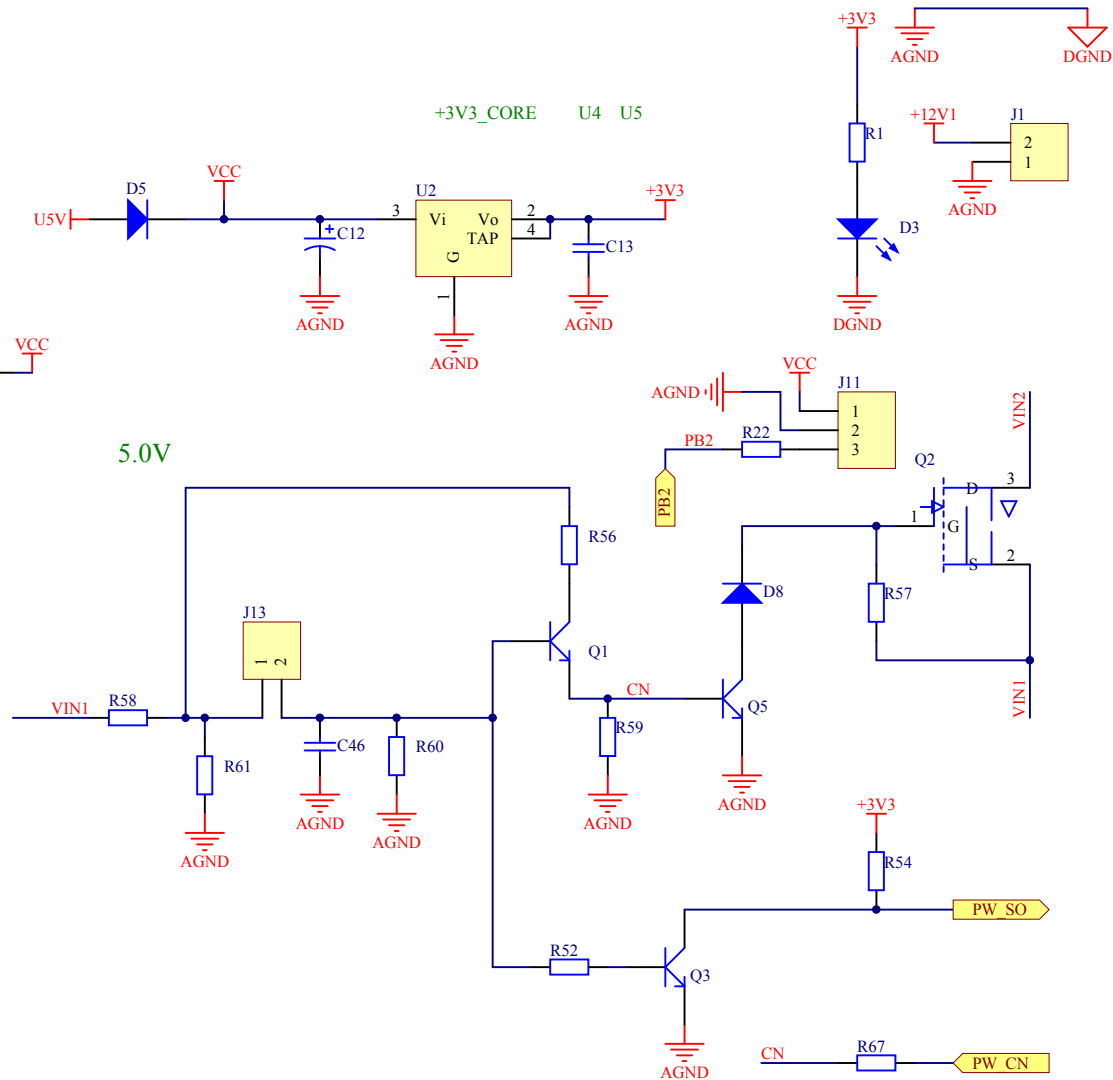 +3V3
AGND
DGND
+3V3_CORE U4 U5
R1
+12V1
J1
2
1
AGND
D5
VCC
U2
+3V3
U5V
3
Vi
Vo
2
TAP
4
G
1
C12
C13
D3
AGND
AGND
AGND
DGND
VCC
5.0V
VCC
J11
AGND
1
2
3
PB2
R22
PB2
VIN2
Q2
D
3
1
G
S
2
R56
D8
R57
J13
1
2
Q1
CN
Q5
VIN1
R58
VIN1
R61
C46
R60
R59
AGND
AGND
AGND
AGND
AGND
+3V3
R54
PW_SO
R52
Q3
AGND
CN
R67
PW_CN